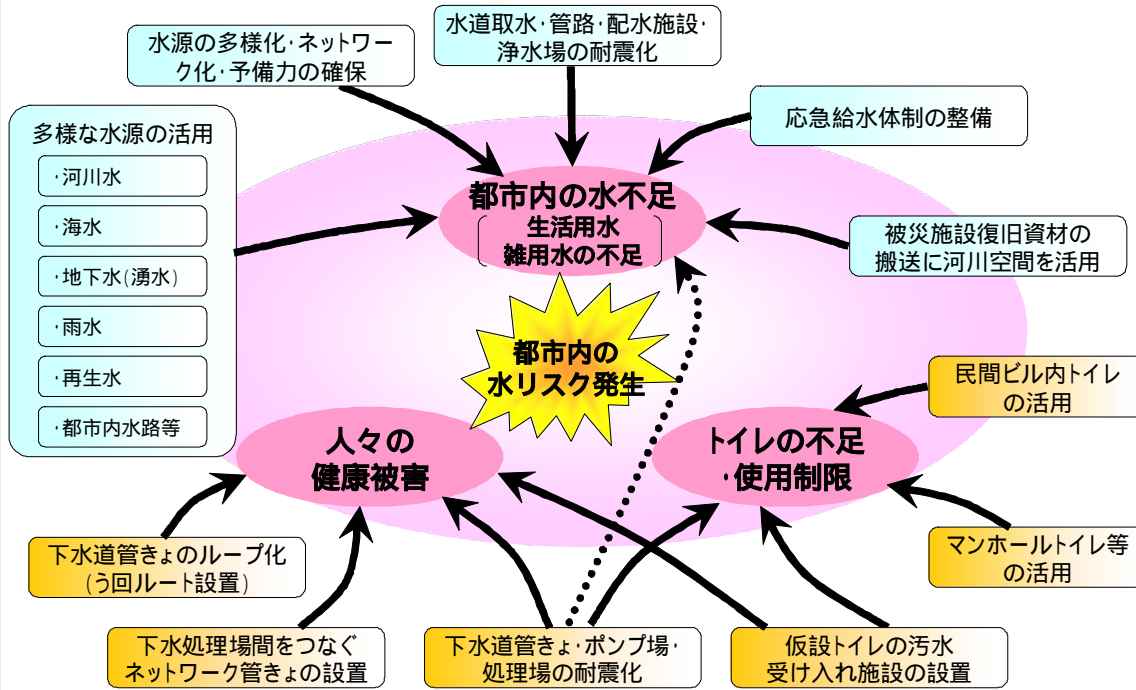 水源の多様化・ネットワー
ク化・予備力の確保
水道取水・管路・配水施設・
浄水場の耐震化
応急給水体制の整備
多様な水源の活用
・河川水
・海水
・地下水(湧水)
・雨水
・再生水
・都市内水路等
都市内の水不足
生活用水
雑用水の不足
被災施設復旧資材の
搬送に河川空間を活用
都市内の
水リスク発生
民間ビル内トイレ
の活用
人々の
健康被害
トイレの不足
・使用制限
マンホールトイレ等
の活用
下水道管きょのループ化
(う回ルート設置)
下水処理場間をつなぐ
ネットワーク管きょの設置
下水道管きょ・ポンプ場・
処理場の耐震化
仮設トイレの汚水
受け入れ施設の設置